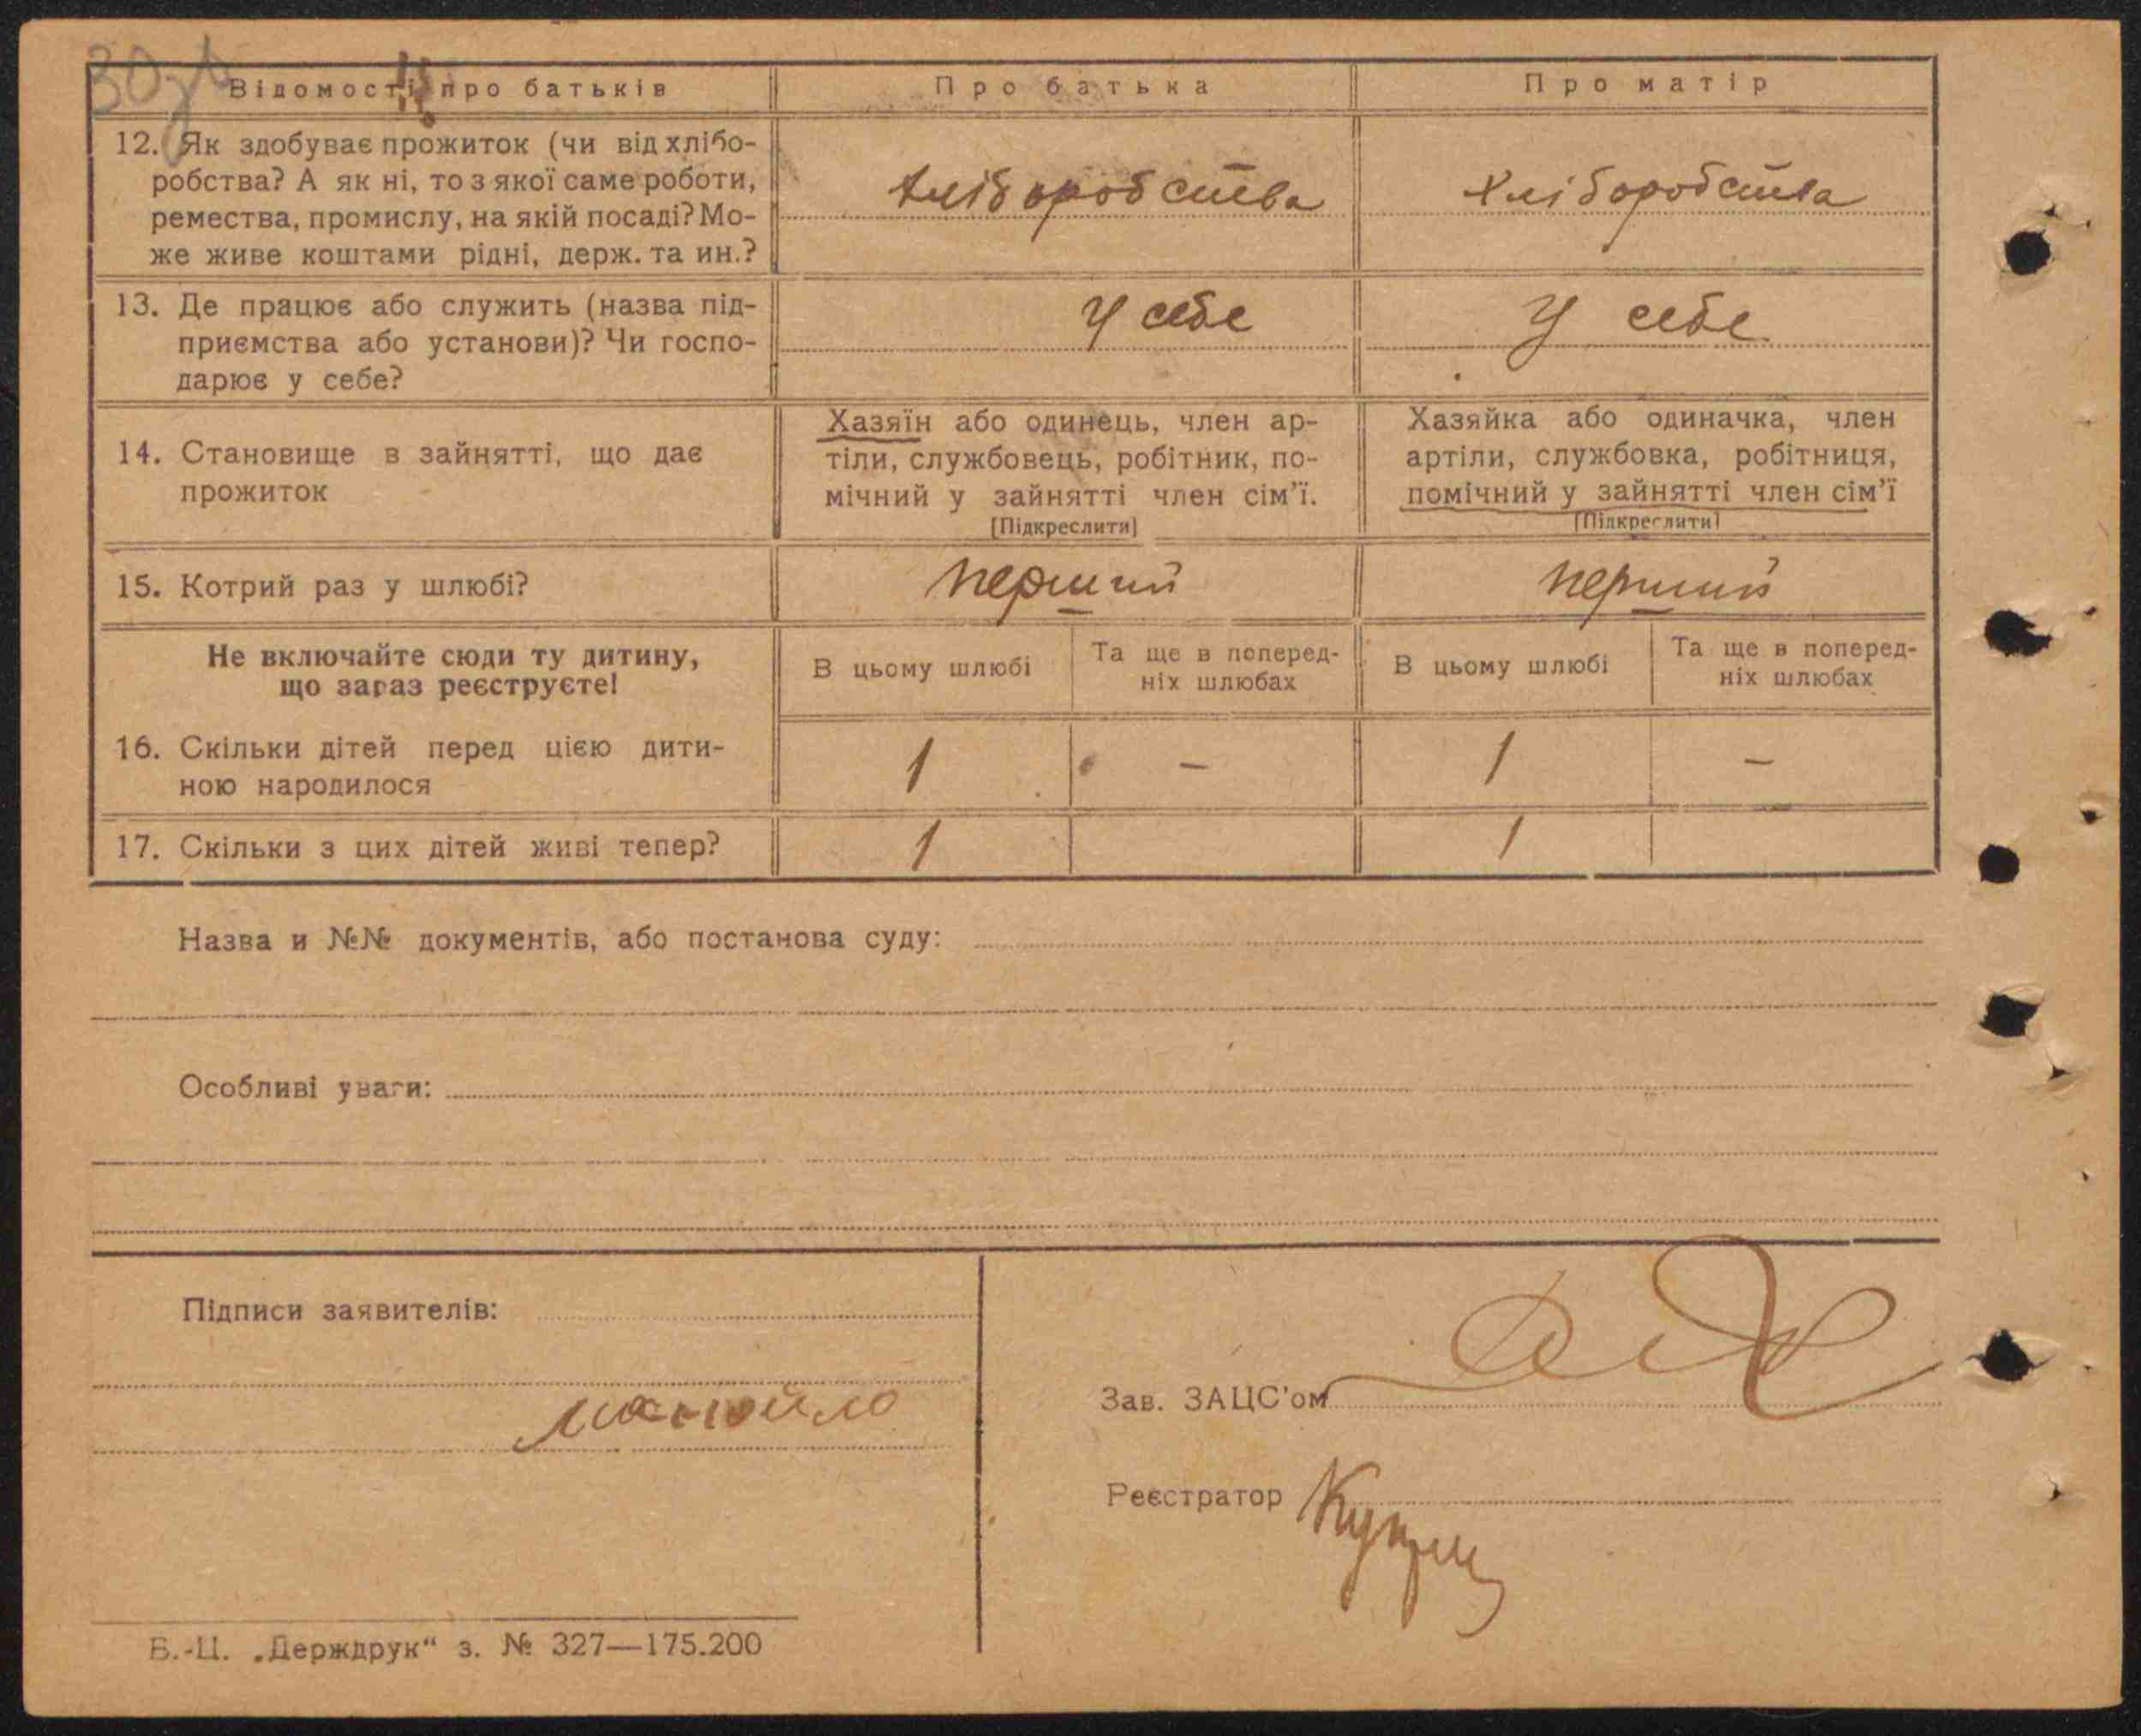 Відомості про батьків
Про батька
Про матір
12. Як здобуває прожиток (чи від хлібо-
робства? А як ні, то з якої саме роботи,
ремества, промислу, на якій посаді? Мо-
же живе коштами рідні, держ. та ин.?
хліборобства
хліборобства
13. Де працює або служить (назва під-
приємства або установи)? Чи госпо-
дарює у себе?
У себе
У себе
14. Становище в зайнятті, що дає
прожиток
Хазяїн або одинець, член ар-
тіли, службовець, робітник, по-
мічний у зайнятті член сім'ї.
[Підкреслити]
Хазяйка або одиначка, член
артіли, службовка, робітниця,
помічний у зайнятті член сім'ї
[Підкреслити]
15. Котрий раз у шлюбі?
перший
перший
Не включайте сюди ту дитину,
що зараз реєструєте!
В цьому шлюбі
Та ще в поперед-
ніх шлюбах
В цьому шлюбі
Та ще в поперед-
ніх шлюбах
16. Скільки дітей перед цією дити-
ною народилося
1
–
1
–
17. Скільки з цих дітей живі тепер?
1
1
Назва и №№ документів, або постанова суду:
Особливі уваги:
Підписи заявителів:
Манойло
Зав. ЗАЦС'ом
Реєстратор
Б.-Ц. „Держдрук“ з. № 327—175.200